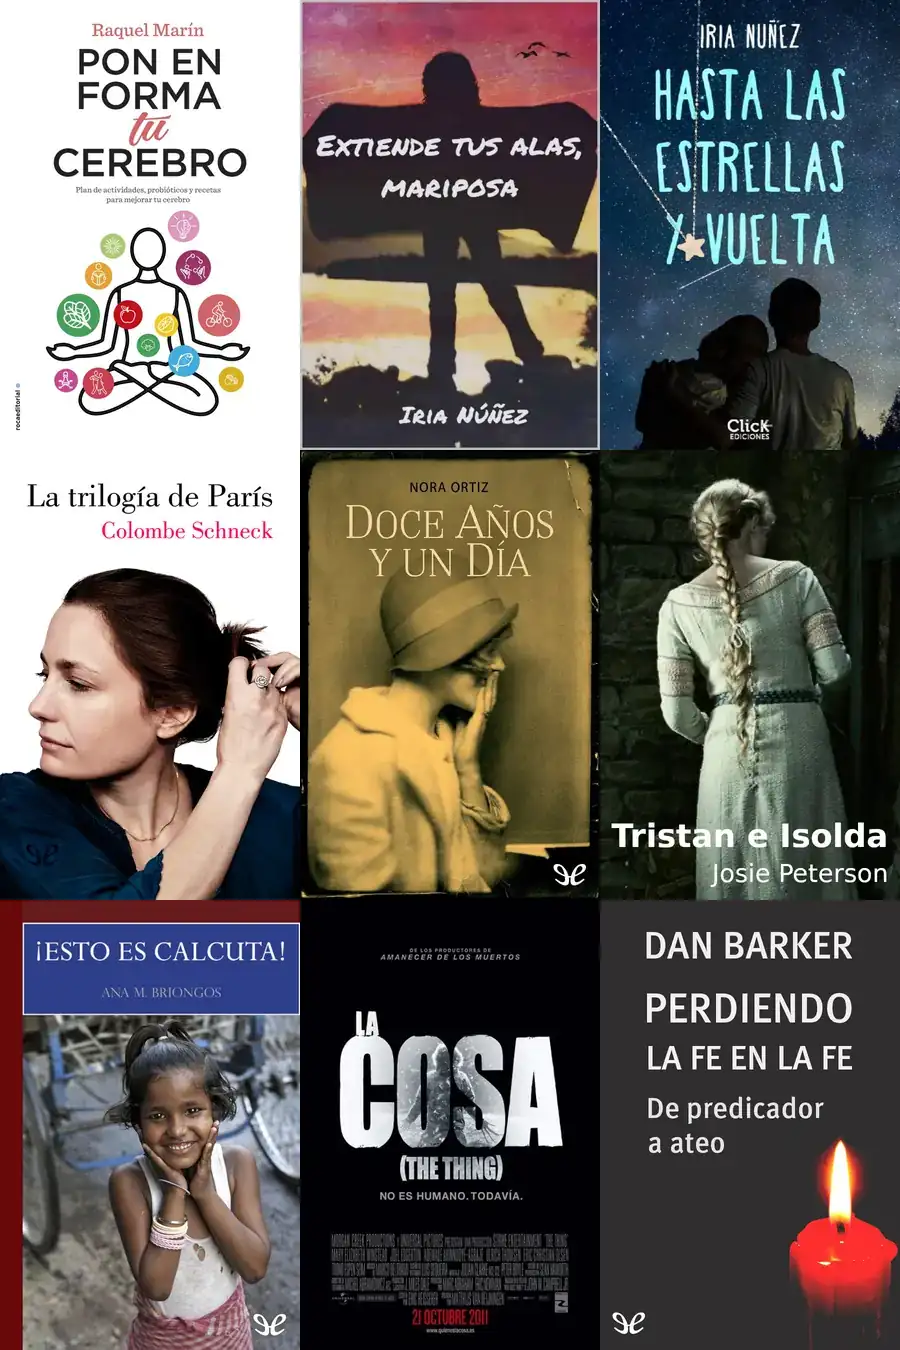 Raquel Marín
PON EN
FORMA
tu
CEREBRO
Plan de actividades, probióticos y recetas
para mejorar tu cerebro
rocaeditorial
EXTIENDE TUS ALAS,
MARIPOSA
IRIA NÚÑEZ
IRIA NUÑEZ
HASTA LAS
ESTRELLAS
Y VUELTA
Click
EDICIONES
La trilogía de París
Colombe Schneck
NORA ORTIZ
DOCE AÑOS
Y UN DÍA
Tristan e Isolda
Josie Peterson
¡ESTO ES CALCUTA!
ANA M. BRIONGOS
DE LOS PRODUCTORES DE
AMANECER DE LOS MUERTOS
LA
COSA
(THE THING)
NO ES HUMANO. TODAVÍA.
21 OCTUBRE 2011
DAN BARKER
PERDIENDO
LA FE EN LA FE
De predicador
a ateo